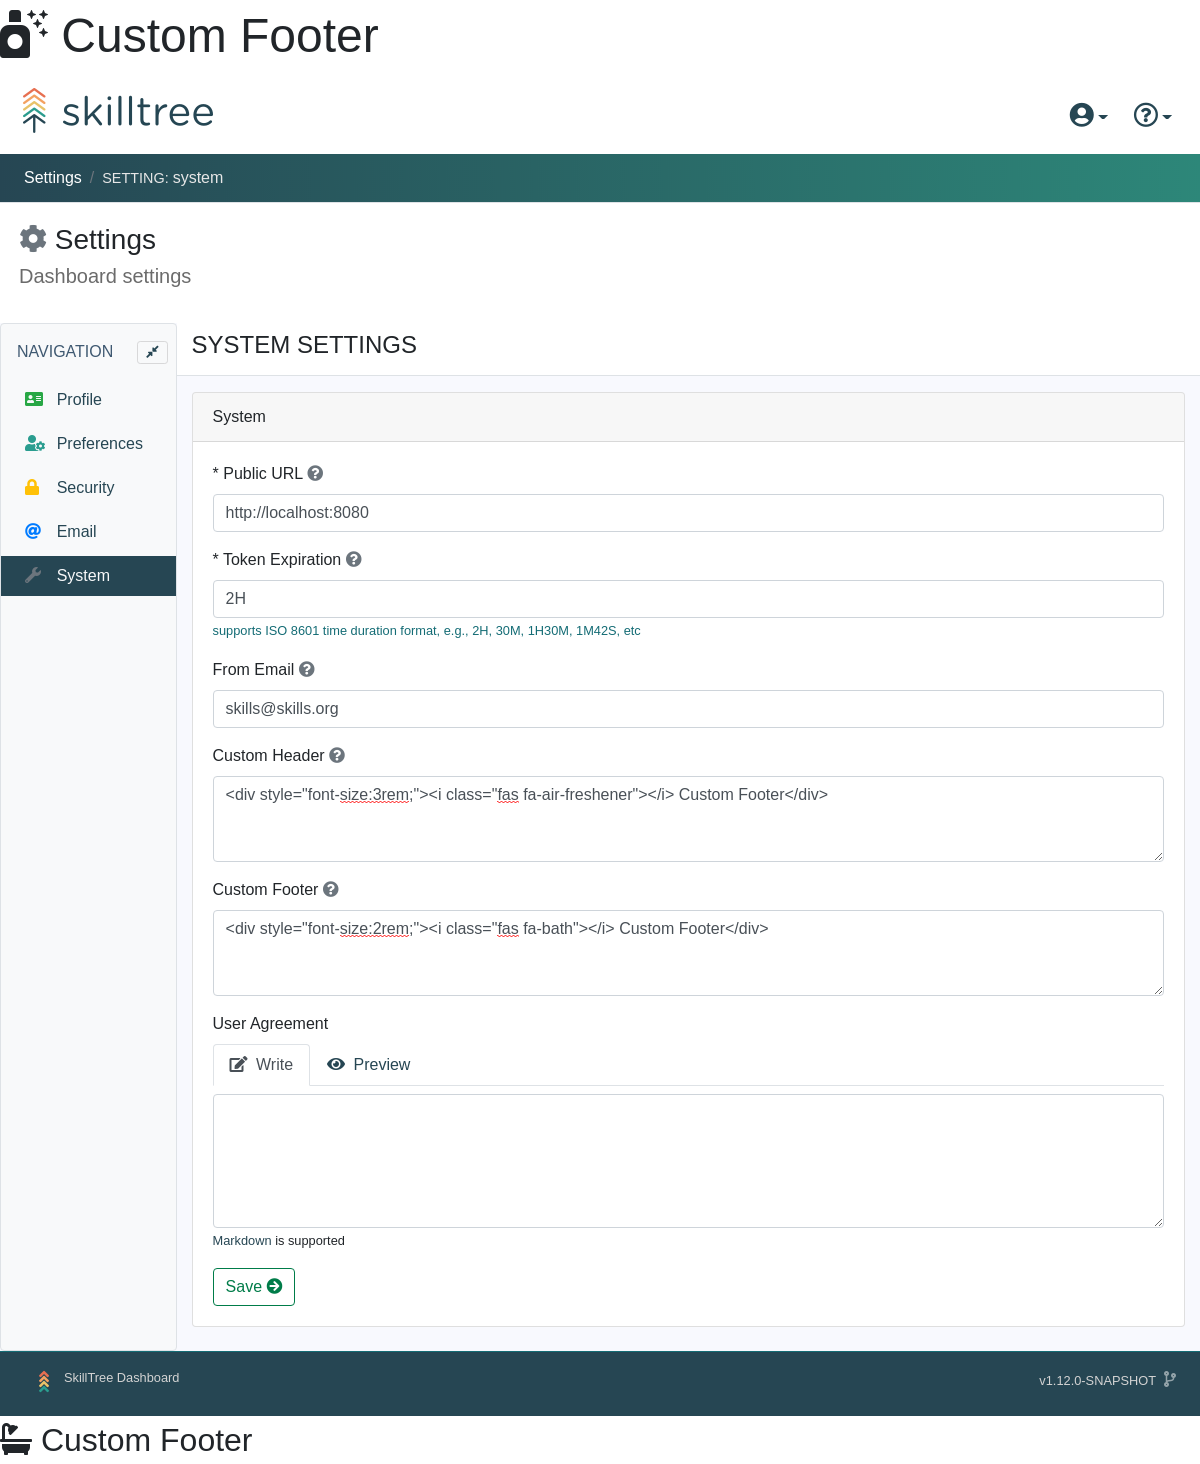 Custom Footer
skilltree
Settings / SETTING: system
Settings
Dashboard settings
NAVIGATION
Profile
Preferences
Security
Email
System
SYSTEM SETTINGS
System
* Public URL
http://localhost:8080
* Token Expiration
2H
supports ISO 8601 time duration format, e.g., 2H, 30M, 1H30M, 1M42S, etc
From Email
skills@skills.org
Custom Header
<div style="font-size:3rem;"><i class="fas fa-air-freshener"></i> Custom Footer</div>
Custom Footer
<div style="font-size:2rem;"><i class="fas fa-bath"></i> Custom Footer</div>
User Agreement
Write Preview
Markdown is supported
Save
SkillTree Dashboard
v1.12.0-SNAPSHOT
Custom Footer